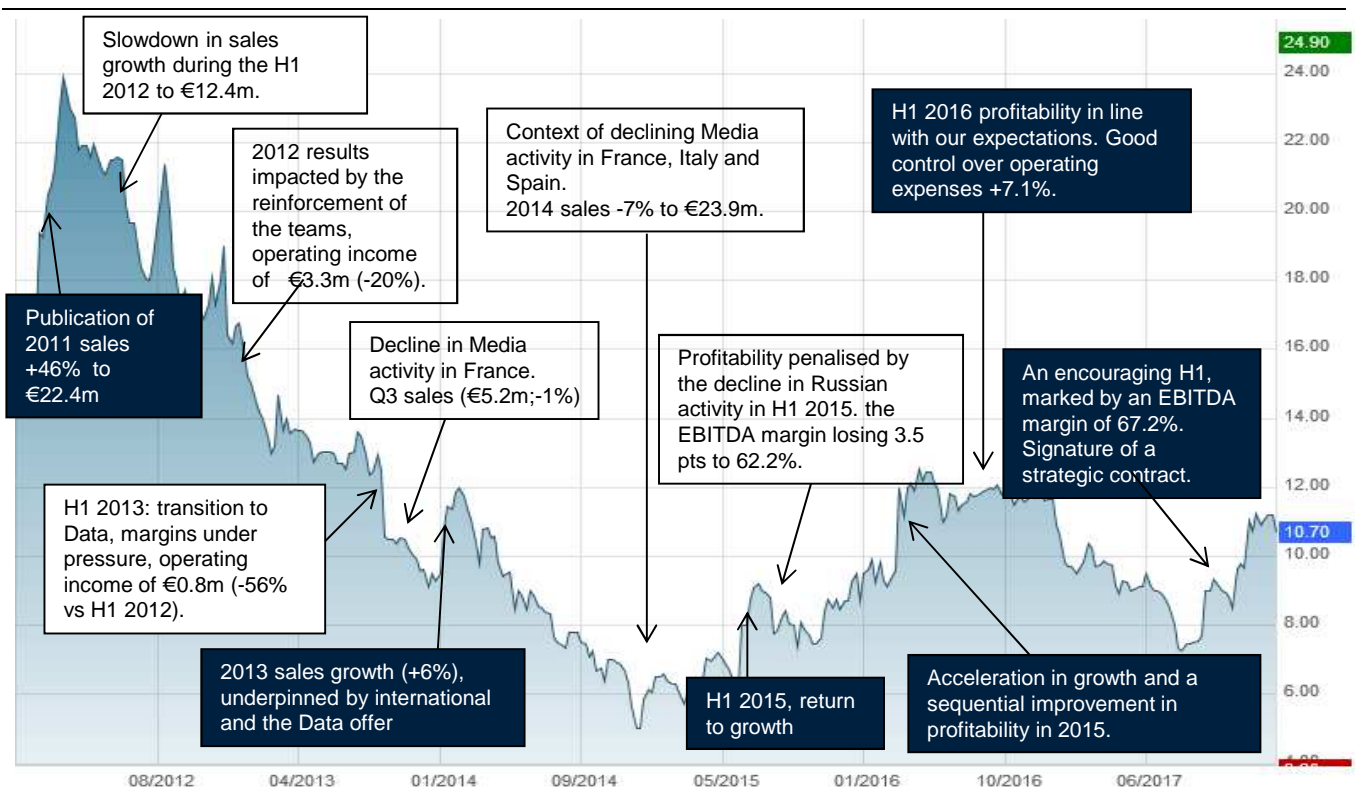 Slowdown in sales
growth during the H1
2012 to €12.4m.
2012 results
impacted by the
reinforcement of
the teams,
operating income
of €3.3m (-20%).
Context of declining Media
activity in France, Italy and
Spain.
2014 sales -7% to €23.9m.
H1 2016 profitability in line
with our expectations. Good
control over operating
expenses +7.1%.
Publication of
2011 sales
+46% to
€22.4m
Decline in Media
activity in France.
Q3 sales (€5.2m;-1%)
Profitability penalised by
the decline in Russian
activity in H1 2015. the
EBITDA margin losing 3.5
pts to 62.2%.
An encouraging H1,
marked by an EBITDA
margin of 67.2%.
Signature of a
strategic contract.
H1 2013: transition to
Data, margins under
pressure, operating
income of €0.8m (-56%
vs H1 2012).
2013 sales growth (+6%),
underpinned by international
and the Data offer
H1 2015, return
to growth
Acceleration in growth and a
sequential improvement in
profitability in 2015.
24.90
24.00
22.00
20.00
18.00
16.00
14.00
12.00
10.70
10.00
8.00
6.00
08/2012
04/2013
01/2014
09/2014
05/2015
01/2016
10/2016
06/2017